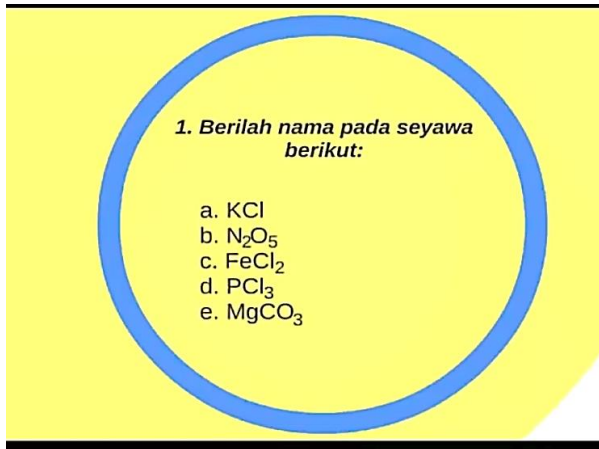 1. Berilah nama pada seyawa
berikut:
a. KCl
b. N₂O₅
c. FeCl₂
d. PCl₃
e. MgCO₃